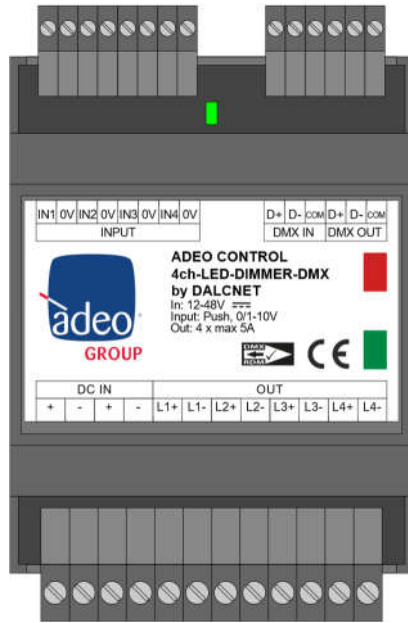 IN1 0V IN2 0V IN3 0V IN4 0V
INPUT
D+ D- COM D+ D- COM
DMX IN DMX OUT
adeo
GROUP
ADEO CONTROL
4ch-LED-DIMMER-DMX
by DALCNET
In: 12-48V
Input: Push, 0/1-10V
Out: 4 x max 5A
DMX
RDM
CE
DC IN OUT
+ - + - L1+ L1- L2+ L2- L3+ L3- L4+ L4-